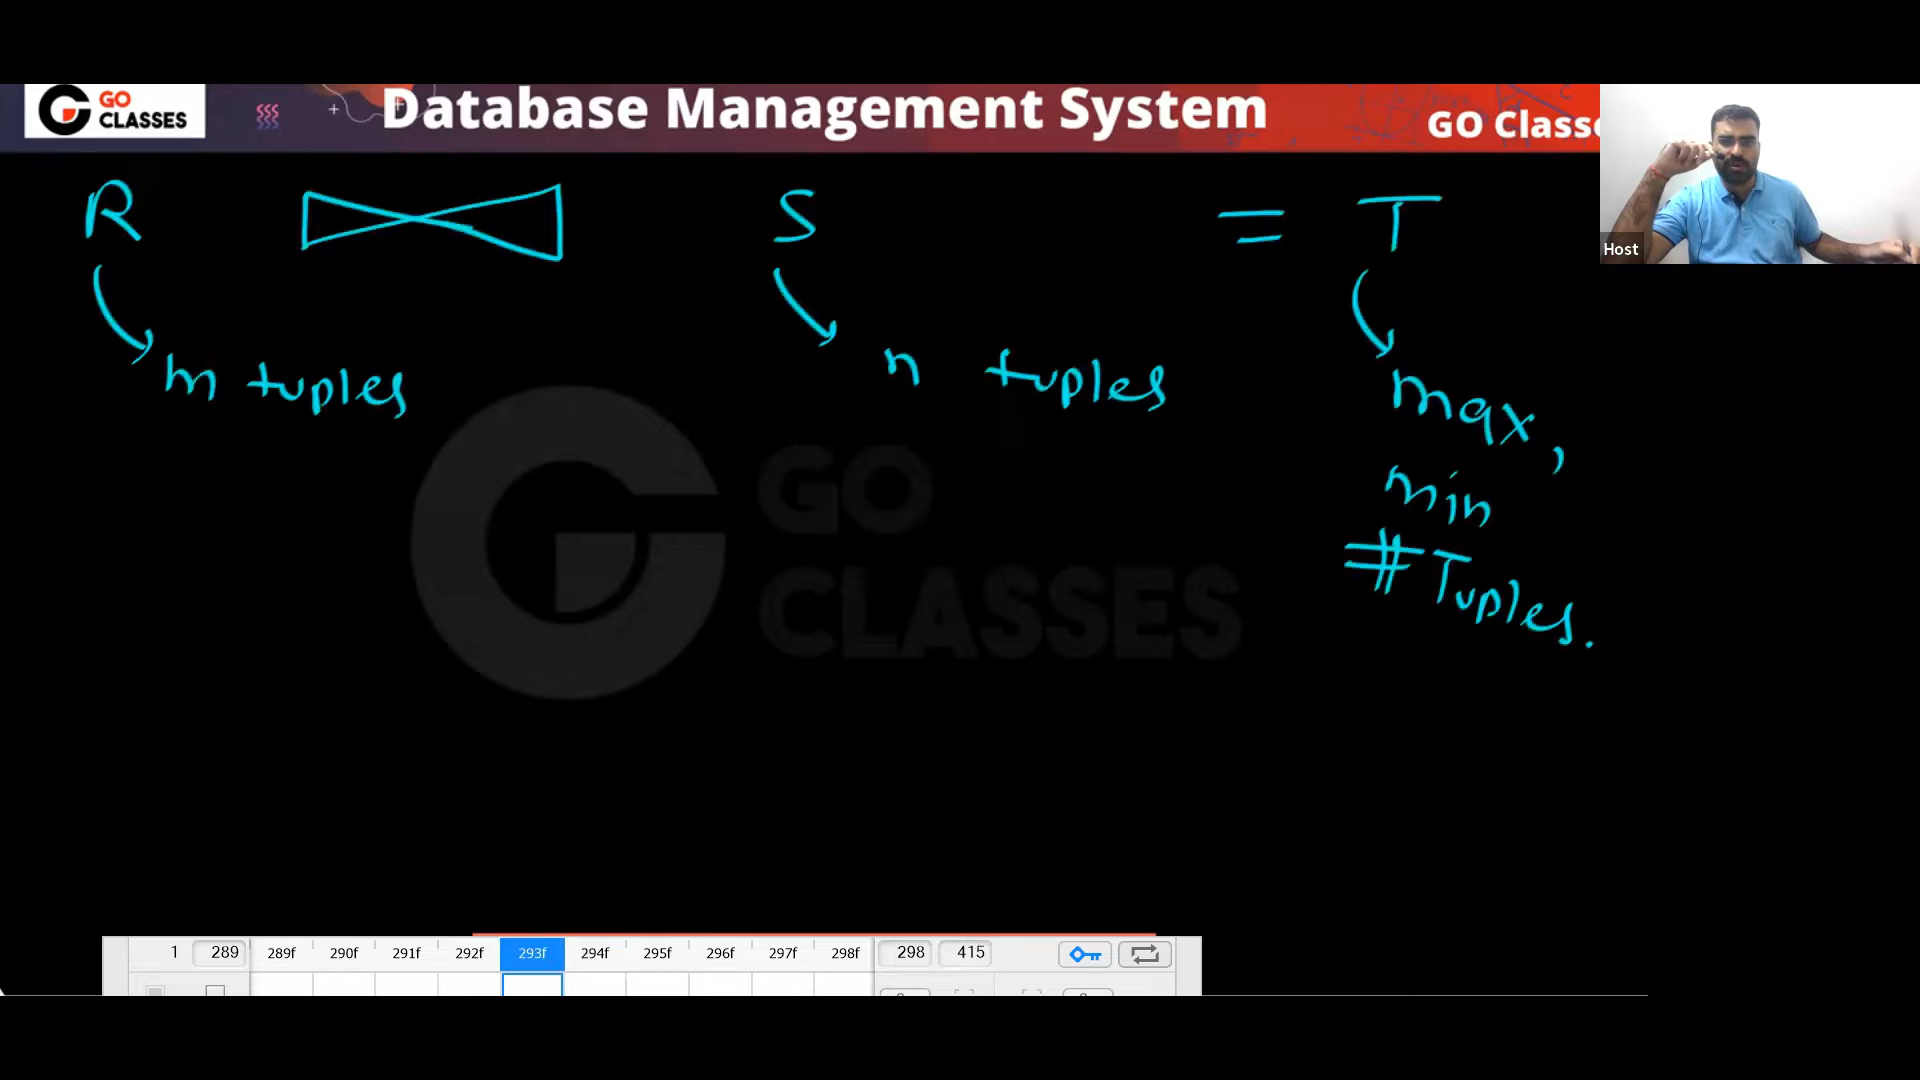 GO
CLASSES
Database Management System
GO Classe
Host
R ⋈ S = T
m tuples
n tuples
max,
min
# Tuples.
GO
CLASSES
1 289 289f 290f 291f 292f 293f 294f 295f 296f 297f 298f 298 415